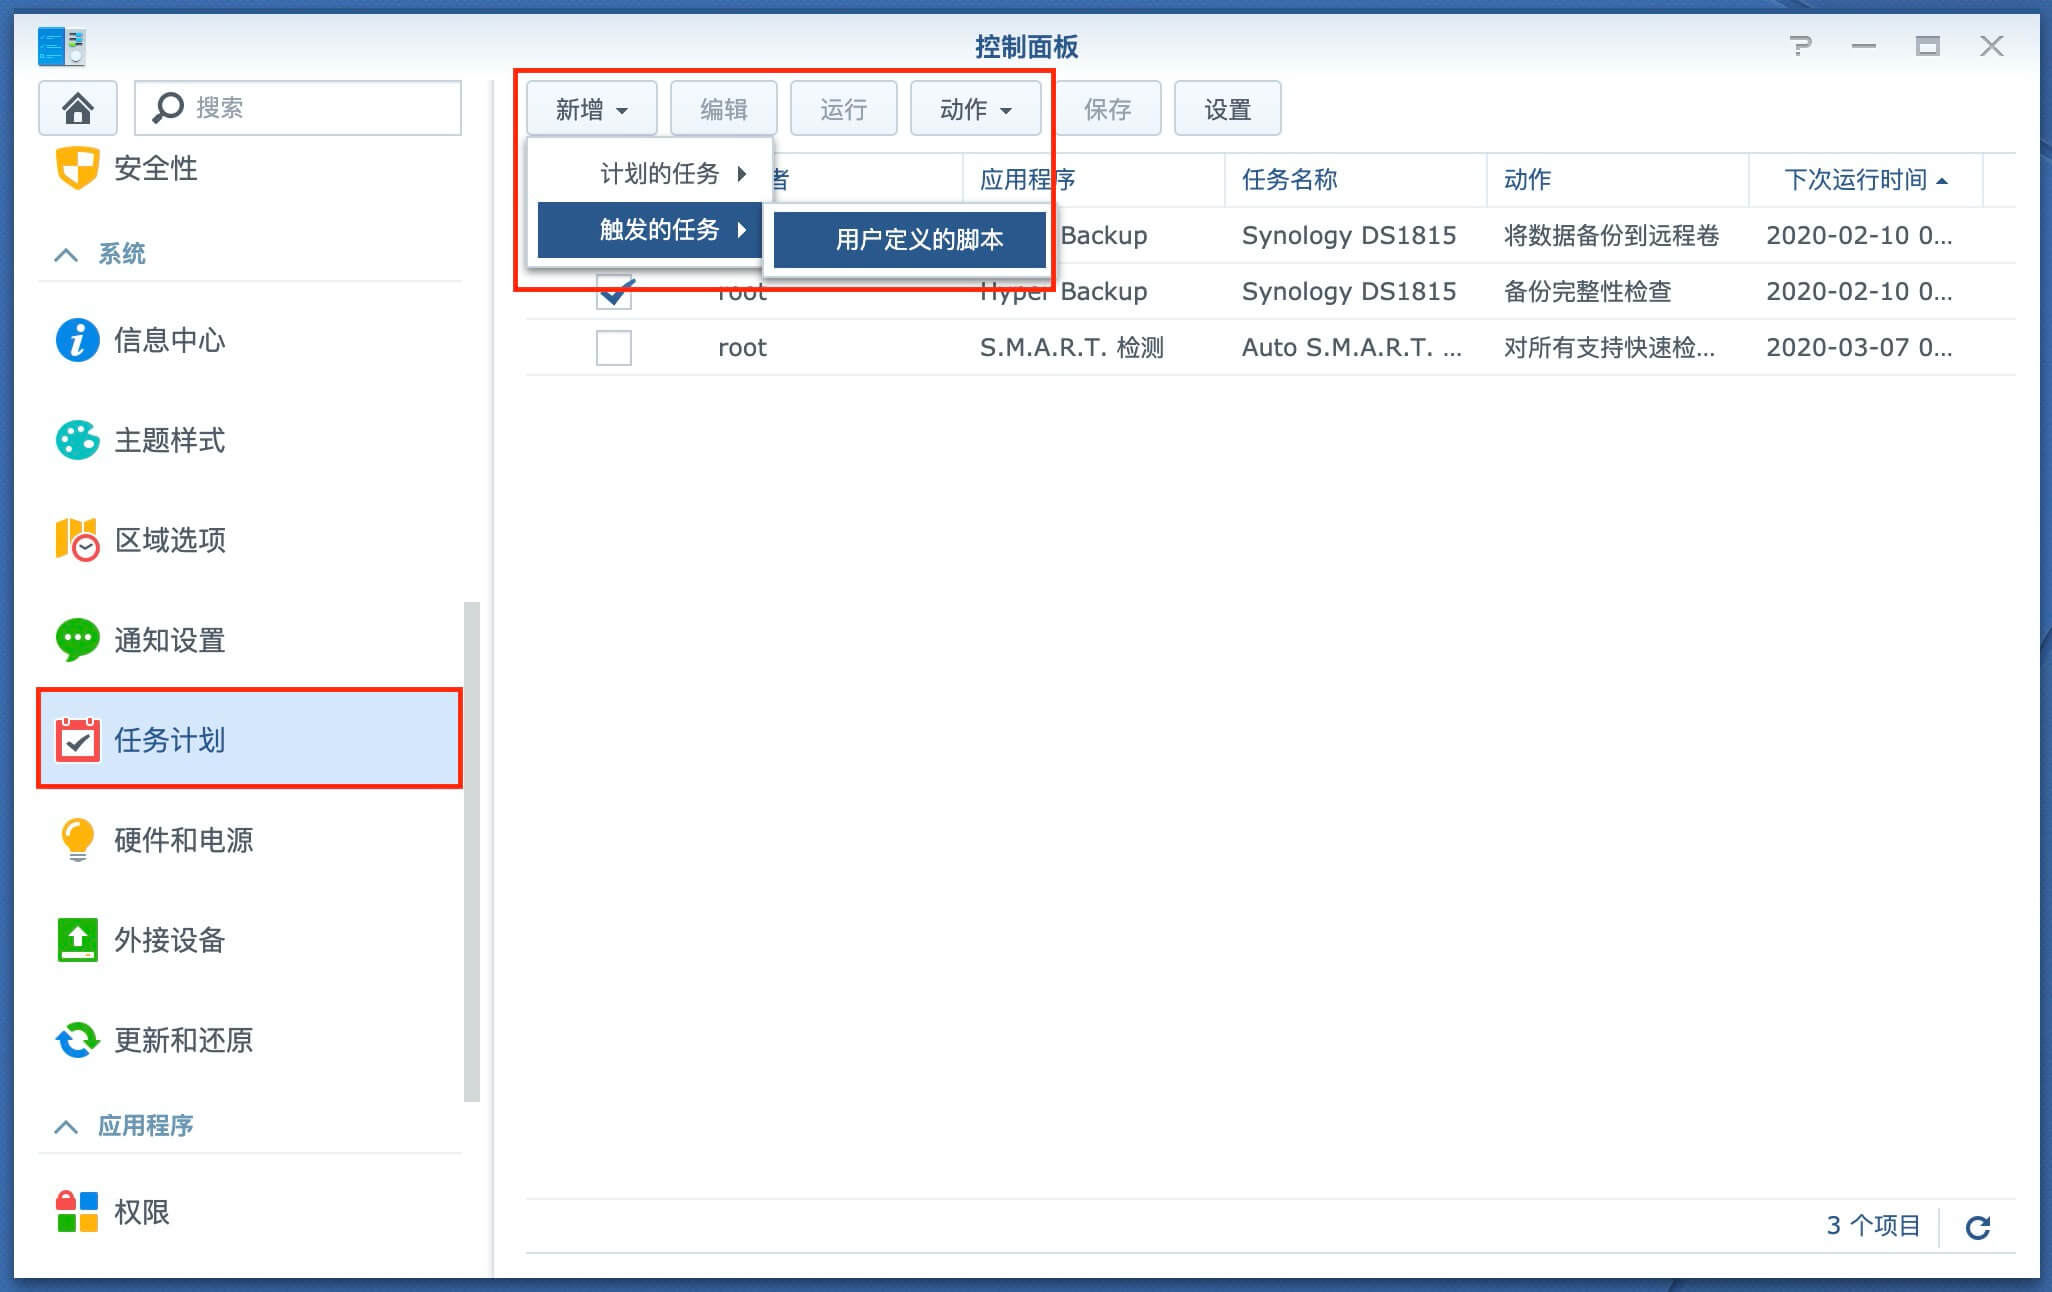 控制面板
搜索
新增
编辑
运行
动作
保存
设置
安全性
系统
信息中心
主题样式
区域选项
通知设置
任务计划
硬件和电源
外接设备
更新和还原
应用程序
权限
计划的任务
触发的任务
用户定义的脚本
者
应用程序
任务名称
动作
下次运行时间
Backup
Synology DS1815
将数据备份到远程卷
2020-02-10 0...
root
Hyper Backup
Synology DS1815
备份完整性检查
2020-02-10 0...
root
S.M.A.R.T. 检测
Auto S.M.A.R.T. ...
对所有支持快速检...
2020-03-07 0...
3 个项目